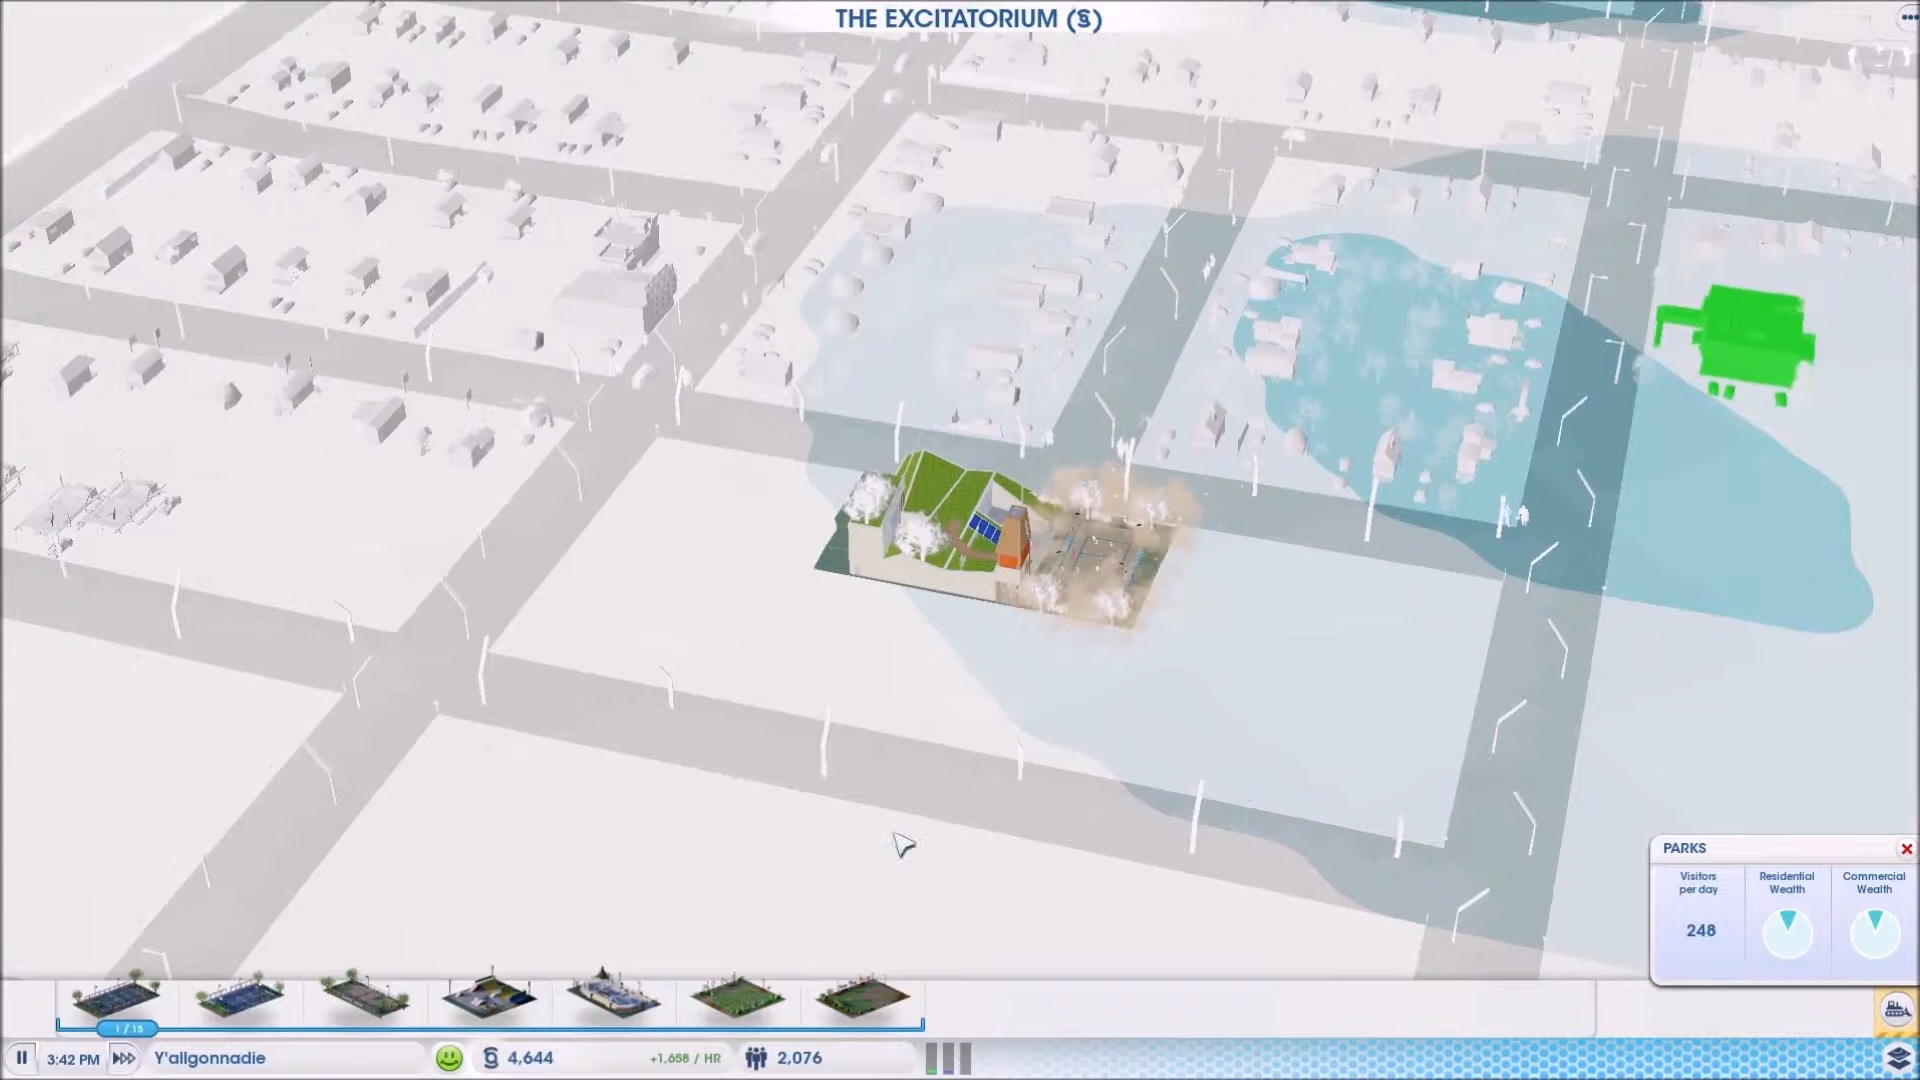 THE EXCITATORIUM (§)
PARKS
Visitors per day
Residential Wealth
Commercial Wealth
248
1 / 15
3:42 PM
Y'allgonnadie
4,644
+1,658 / HR
2,076